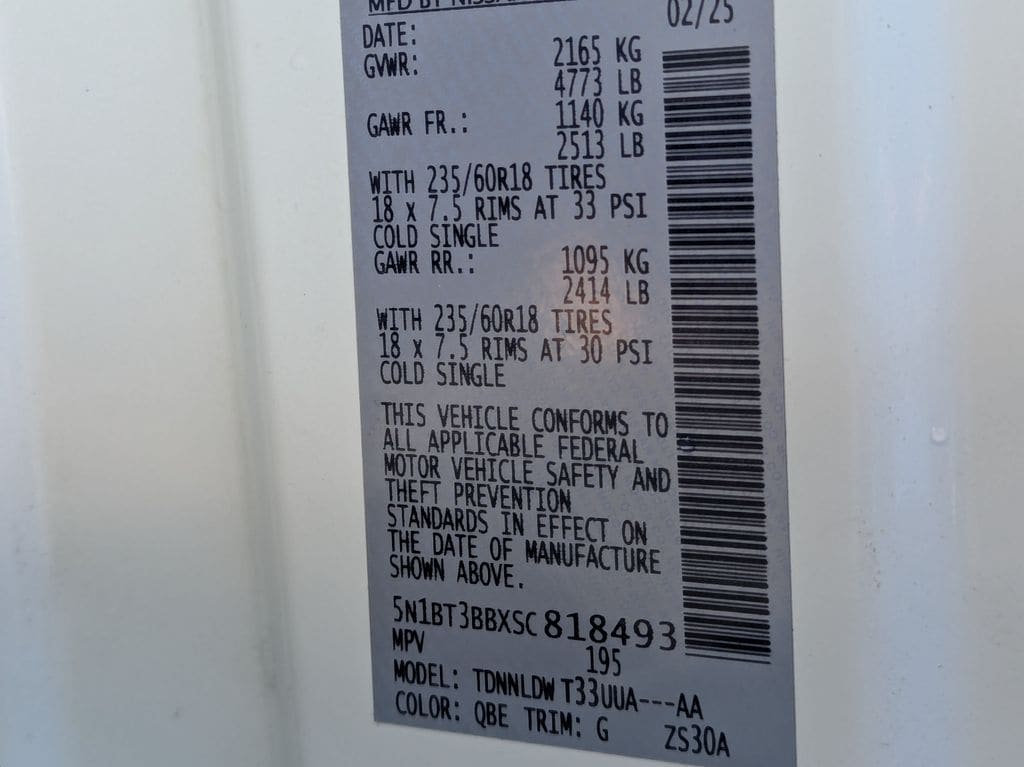 MFD BY NISSAN
DATE: 02/25
GVWR: 2165 KG
4773 LB
GAWR FR.: 1140 KG
2513 LB
WITH 235/60R18 TIRES
18 x 7.5 RIMS AT 33 PSI
COLD SINGLE
GAWR RR.: 1095 KG
2414 LB
WITH 235/60R18 TIRES
18 x 7.5 RIMS AT 30 PSI
COLD SINGLE
THIS VEHICLE CONFORMS TO
ALL APPLICABLE FEDERAL
MOTOR VEHICLE SAFETY AND
THEFT PREVENTION
STANDARDS IN EFFECT ON
THE DATE OF MANUFACTURE
SHOWN ABOVE.
5N1BT3BBXSC818493
MPV 195
MODEL: TDNNLDW T33UUA---AA
COLOR: QBE TRIM: G ZS30A